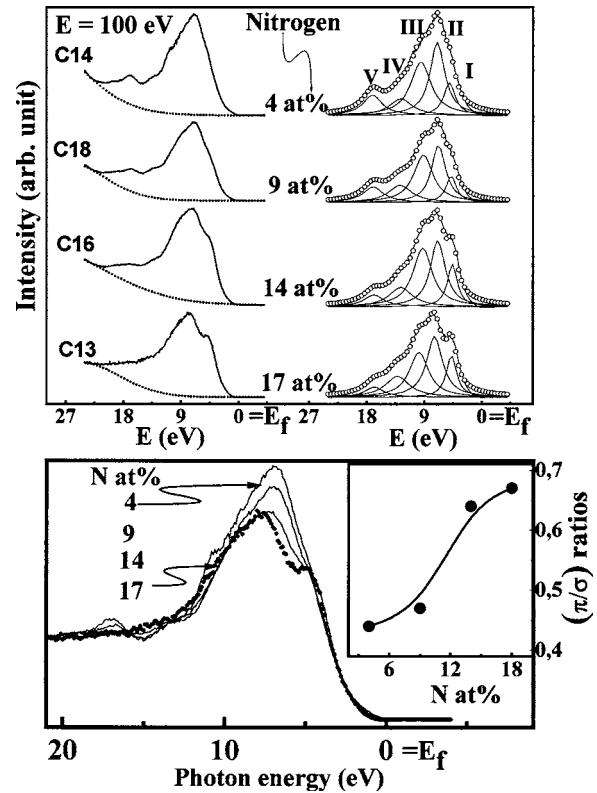 E = 100 eV
Nitrogen
C14
4 at%
V
IV
III
II
I
C18
9 at%
C16
14 at%
C13
17 at%
Intensity (arb. unit)
27 18 9 0 =Ef
E (eV)
27 18 9 0 =Ef
E (eV)
N at%
4
9
14
17
0,7
0,6
0,5
0,4
(π/σ) ratios
6 12 18
N at%
20 10 0 =Ef
Photon energy (eV)